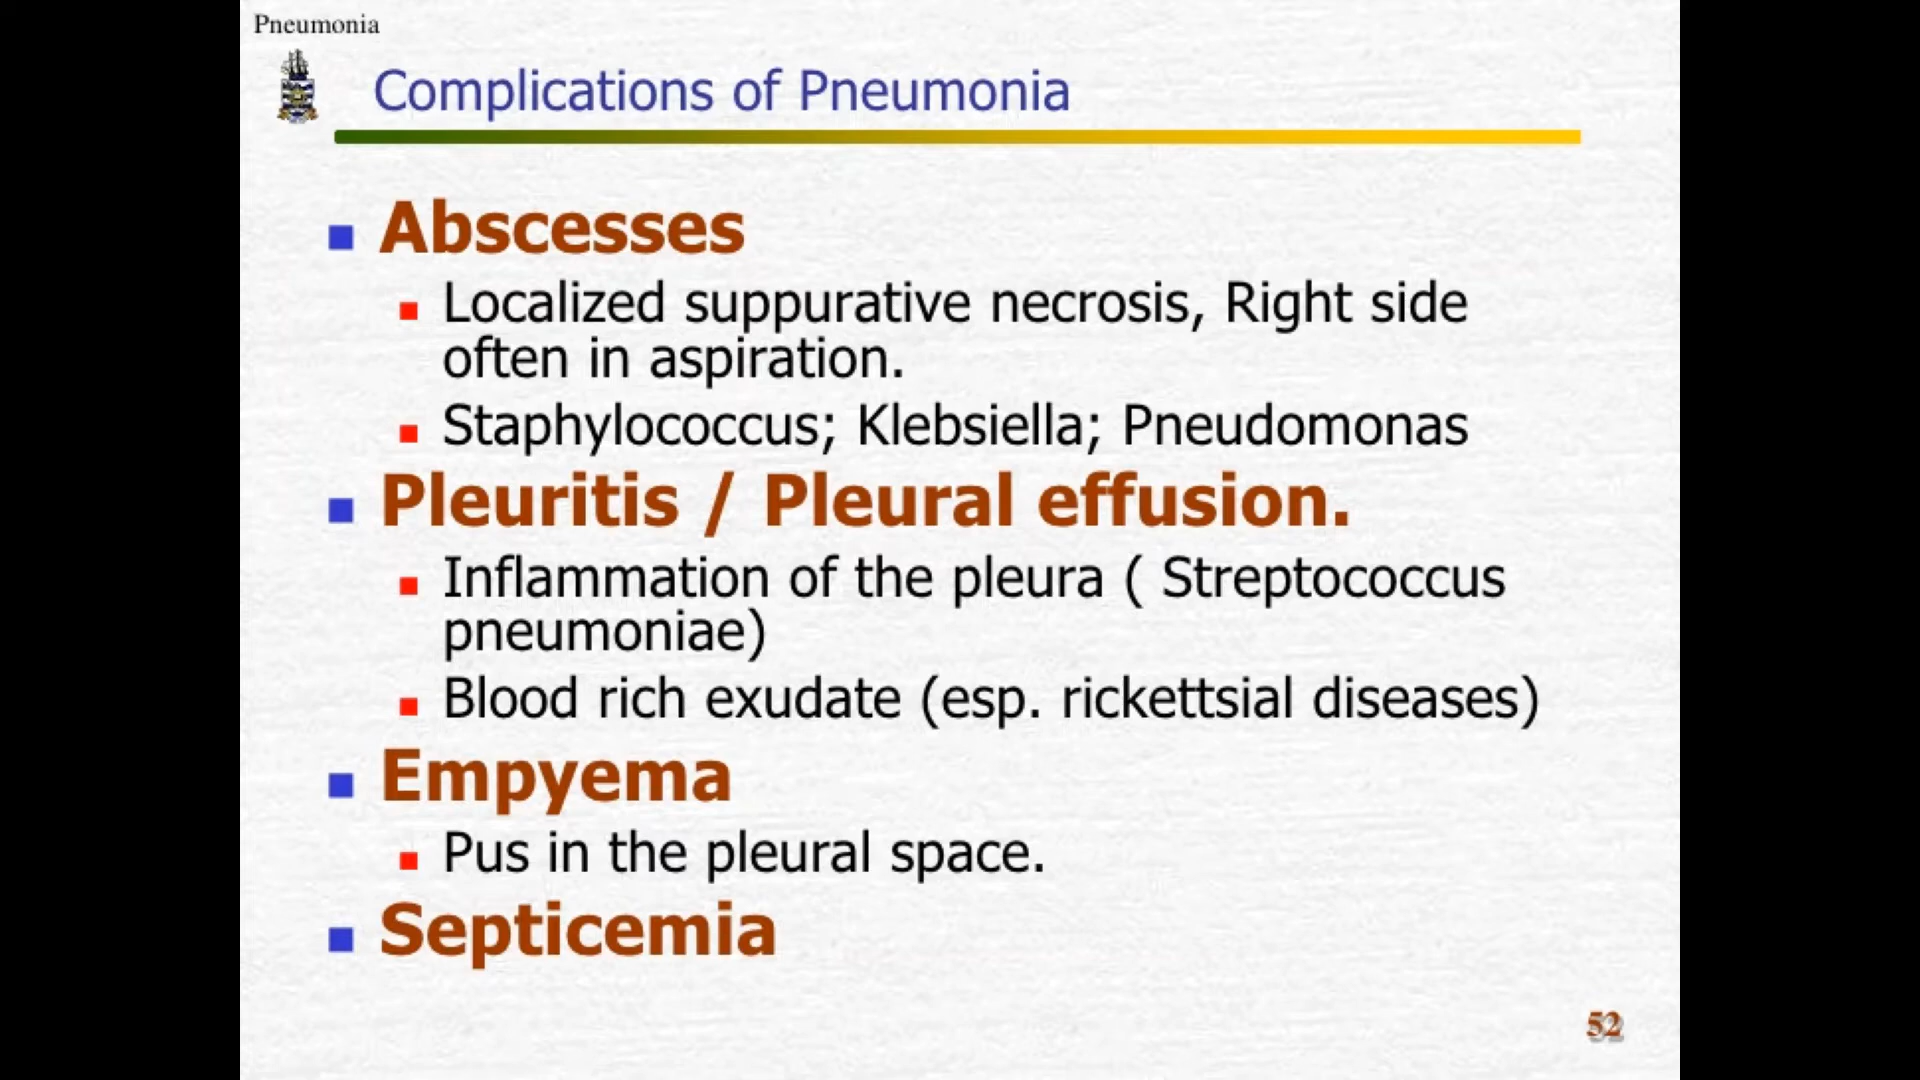 Pneumonia
Complications of Pneumonia
Abscesses
Localized suppurative necrosis, Right side
often in aspiration.
Staphylococcus; Klebsiella; Pneudomonas
Pleuritis / Pleural effusion.
Inflammation of the pleura ( Streptococcus
pneumoniae)
Blood rich exudate (esp. rickettsial diseases)
Empyema
Pus in the pleural space.
Septicemia
52